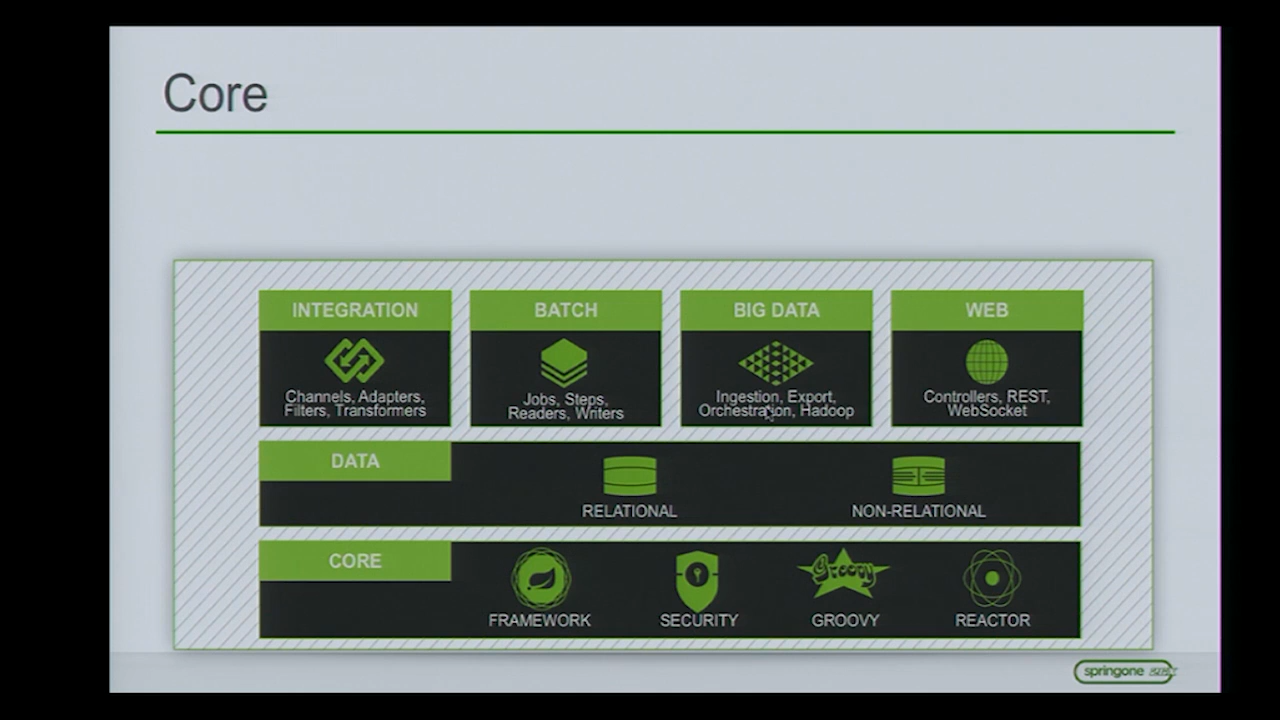 Core
INTEGRATION
Channels, Adapters,
Filters, Transformers
BATCH
Jobs, Steps,
Readers, Writers
BIG DATA
Ingestion, Export,
Orchestration, Hadoop
WEB
Controllers, REST,
WebSocket
DATA
RELATIONAL
NON-RELATIONAL
CORE
FRAMEWORK
SECURITY
Groovy
GROOVY
REACTOR
springone